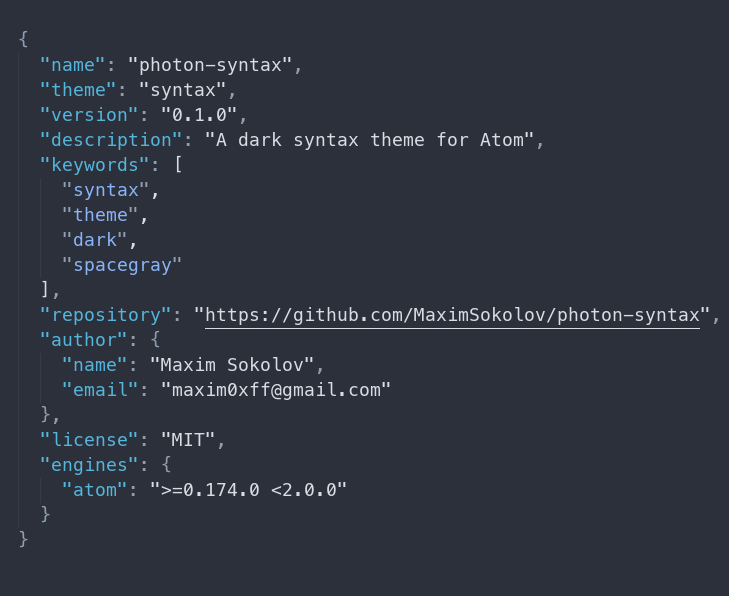 {
  "name": "photon-syntax",
  "theme": "syntax",
  "version": "0.1.0",
  "description": "A dark syntax theme for Atom",
  "keywords": [
    "syntax",
    "theme",
    "dark",
    "spacegray"
  ],
  "repository": "https://github.com/MaximSokolov/photon-syntax",
  "author": {
    "name": "Maxim Sokolov",
    "email": "maxim0xff@gmail.com"
  },
  "license": "MIT",
  "engines": {
    "atom": ">=0.174.0 <2.0.0"
  }
}